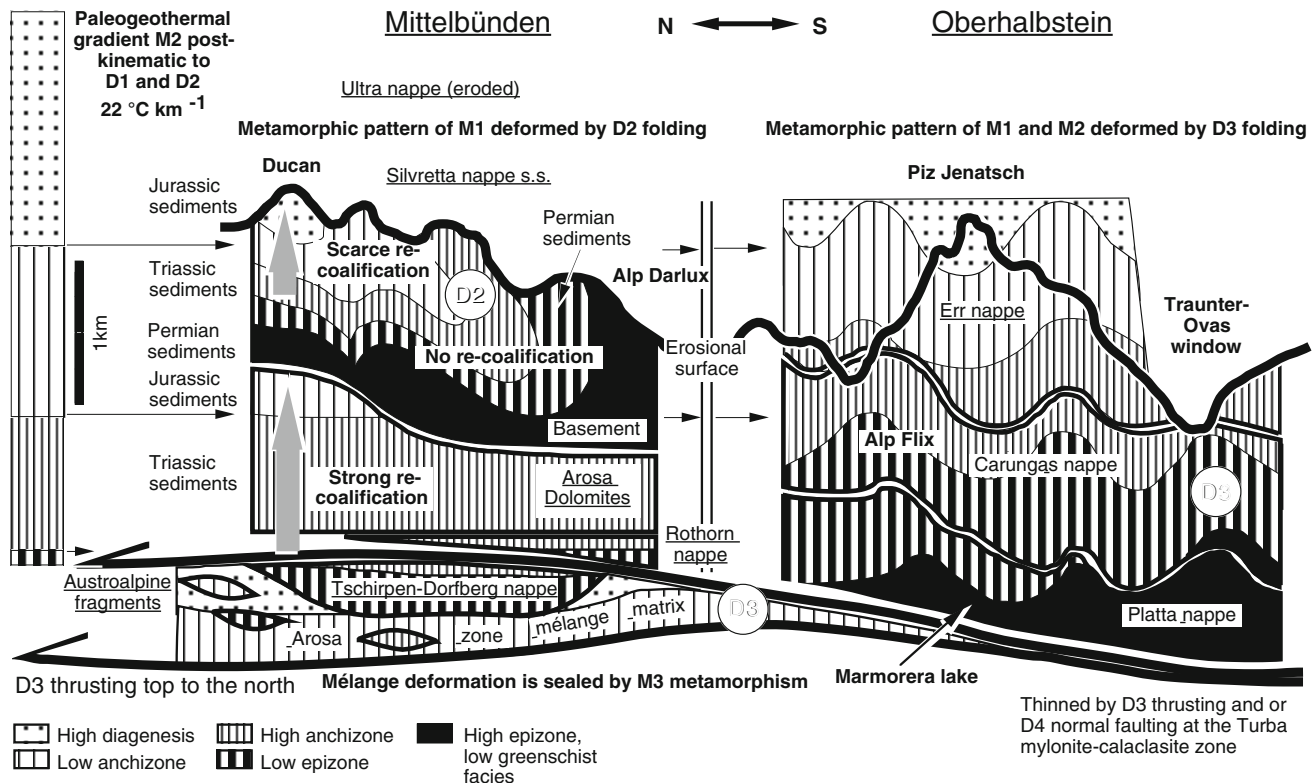 Paleogeothermal
gradient M2 post-
kinematic to
D1 and D2
22 °C km -1
Mittelbünden
N
S
Oberhalbstein
Ultra nappe (eroded)
Metamorphic pattern of M1 deformed by D2 folding
Metamorphic pattern of M1 and M2 deformed by D3 folding
Ducan
Silvretta nappe s.s.
Piz Jenatsch
Jurassic
sediments
Permian
sediments
Scarce re-
coalification
Alp Darlux
Triassic
sediments
D2
Err nappe
Traunter-
Ovas
window
1km
Permian
sediments
No re-coalification
Erosional
surface
Jurassic
sediments
Basement
Alp Flix
Carungas nappe
Triassic
sediments
Strong re-
coalification
Arosa
Dolomites
D3
Rothorn
nappe
Austroalpine
fragments
Tschirpen-Dorfberg nappe
Arosa zone mélange matrix
D3
Platta nappe
D3 thrusting top to the north
Mélange deformation is sealed by M3 metamorphism
Marmorera lake
Thinned by D3 thrusting and or
D4 normal faulting at the Turba
mylonite-calaclasite zone
High diagenesis
High anchizone
High epizone,
low greenschist
facies
Low anchizone
Low epizone